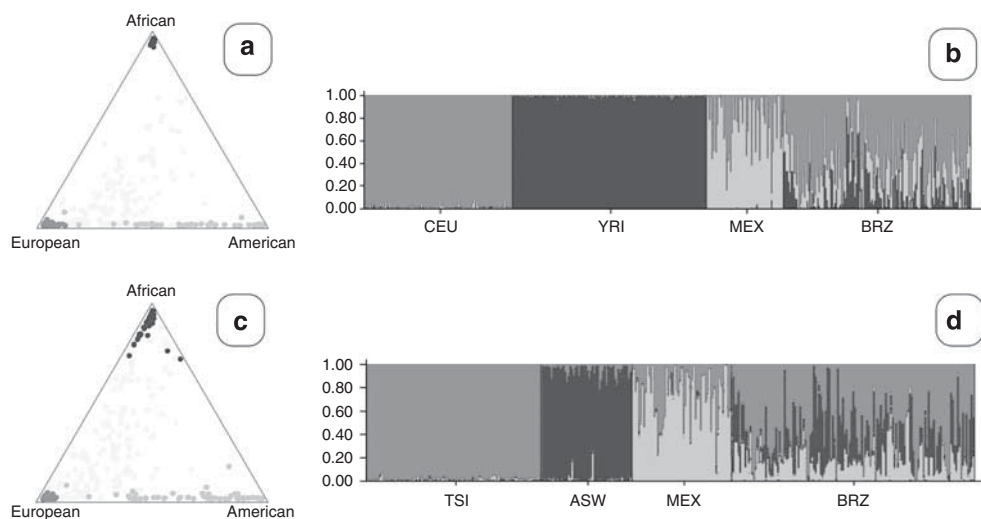 African
a
European American
b
1.00
0.80
0.60
0.40
0.20
0.00
CEU YRI MEX BRZ
African
c
European American
d
1.00
0.80
0.60
0.40
0.20
0.00
TSI ASW MEX BRZ